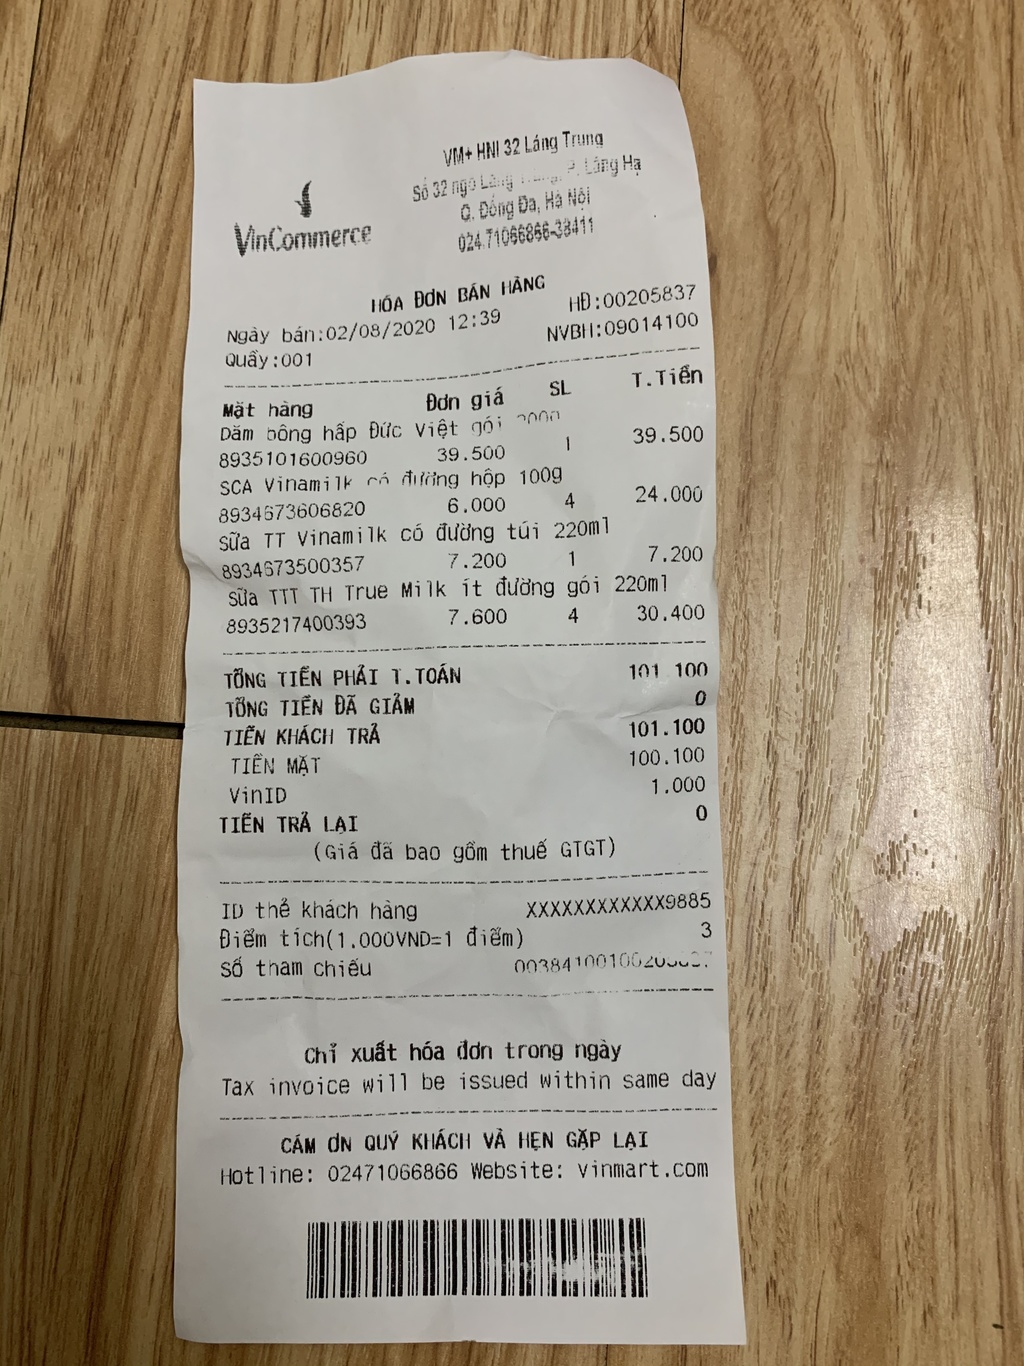 VinCommerce
VM+ HNI 32 Láng Trung
Số 32 ngõ Láng P. Láng Hạ
Q. Đống Đa, Hà Nội
024.71066866-38411
HÓA ĐƠN BÁN HÀNG
Ngày bán:02/08/2020 12:39 HĐ:00205837
Quầy:001 NVBH:09014100
Mặt hàng Đơn giá SL T.Tiền
Dăm bông hấp Đức Việt gói
8935101600960 39.500 1 39.500
SCA Vinamilk có đường hộp 100g
8934673606820 6.000 4 24.000
Sữa TT Vinamilk có đường túi 220ml
8934673500357 7.200 1 7.200
Sữa TTT TH True Milk ít đường gói 220ml
8935217400393 7.600 4 30.400
TỔNG TIỀN PHẢI T.TOÁN 101.100
TỔNG TIỀN ĐÃ GIẢM 0
TIỀN KHÁCH TRẢ 101.100
TIỀN MẶT 100.100
VinID 1.000
TIỀN TRẢ LẠI 0
(Giá đã bao gồm thuế GTGT)
ID thẻ khách hàng XXXXXXXXXXXX9885
Điểm tích(1.000VND=1 điểm) 3
Số tham chiếu
Chỉ xuất hóa đơn trong ngày
Tax invoice will be issued within same day
CẢM ƠN QUÝ KHÁCH VÀ HẸN GẶP LẠI
Hotline: 02471066866 Website: vinmart.com